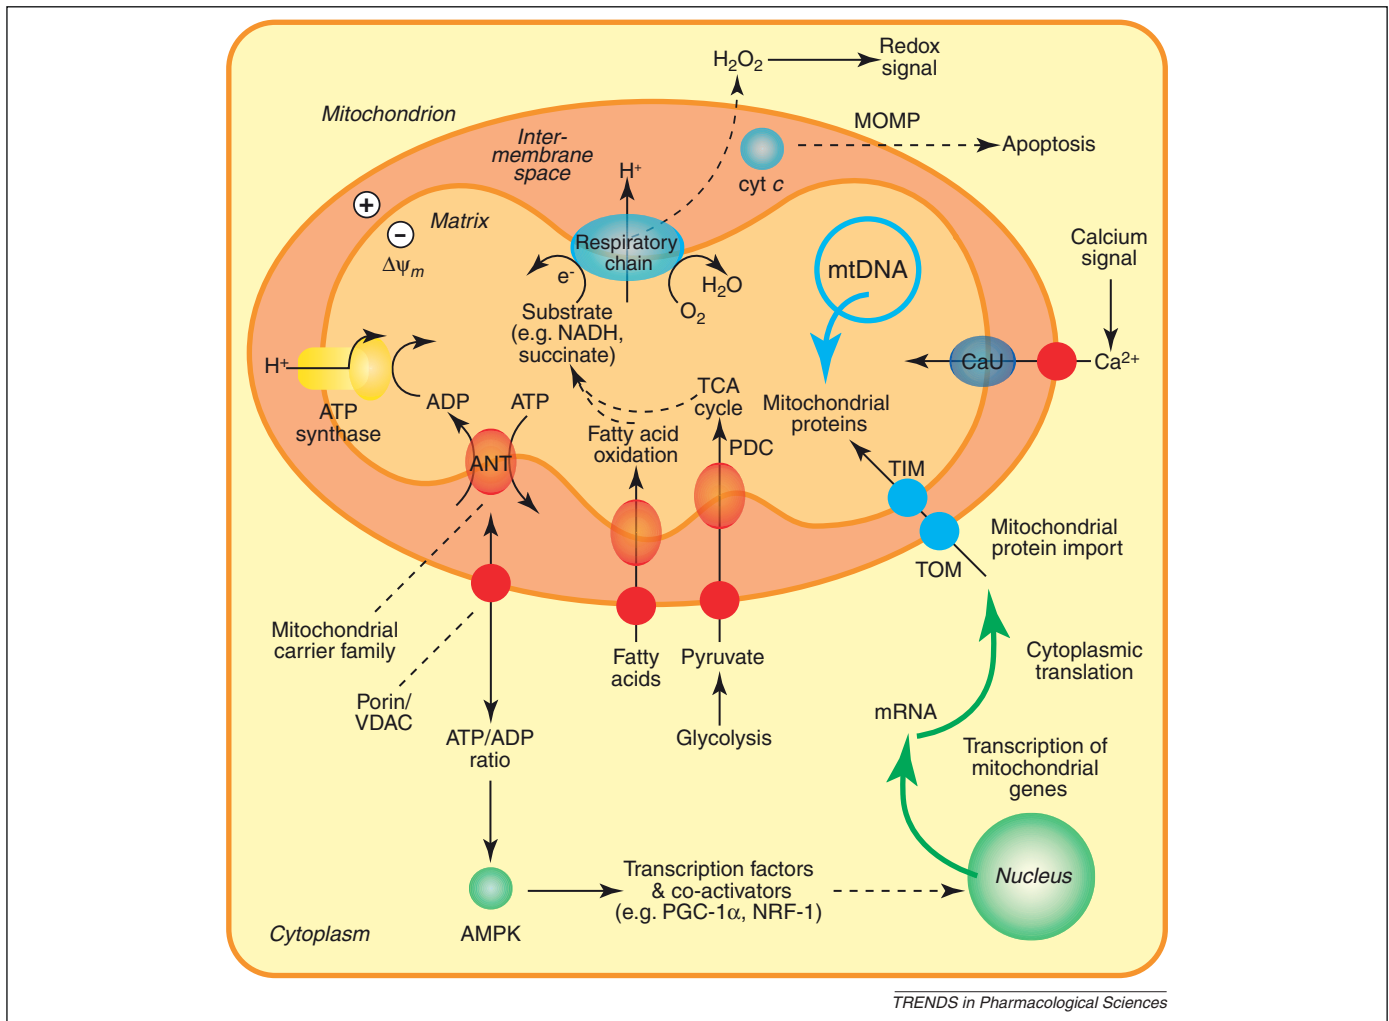 H₂O₂
Redox
signal
Mitochondrion
Inter-
membrane
space
MOMP
Apoptosis
cyt c
H⁺
+
−
Δψm
Matrix
Respiratory
chain
e⁻
H₂O
O₂
Substrate
(e.g. NADH,
succinate)
mtDNA
Calcium
signal
CaU
Ca²⁺
H⁺
ATP
synthase
ADP
ATP
ANT
TCA
cycle
Fatty acid
oxidation
PDC
Mitochondrial
proteins
TIM
TOM
Mitochondrial
protein import
Mitochondrial
carrier family
Porin/
VDAC
Fatty
acids
Pyruvate
Glycolysis
ATP/ADP
ratio
Cytoplasmic
translation
mRNA
Transcription of
mitochondrial
genes
Nucleus
Transcription factors
& co-activators
(e.g. PGC-1α, NRF-1)
AMPK
Cytoplasm
TRENDS in Pharmacological Sciences